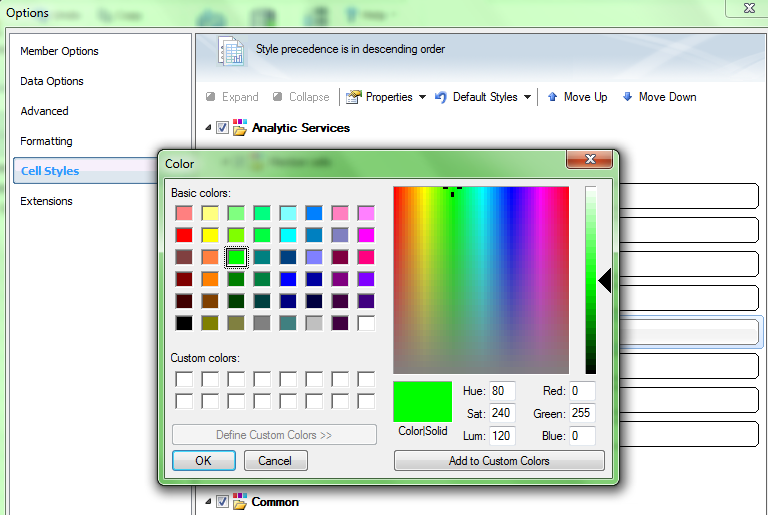 Options
Member Options
Data Options
Advanced
Formatting
Cell Styles
Extensions
Style precedence is in descending order
Expand Collapse Properties Default Styles Move Up Move Down
Analytic Services
Color
Basic colors:
Custom colors:
Define Custom Colors >>
OK Cancel
Color|Solid
Hue: 80 Red: 0
Sat: 240 Green: 255
Lum: 120 Blue: 0
Add to Custom Colors
Common